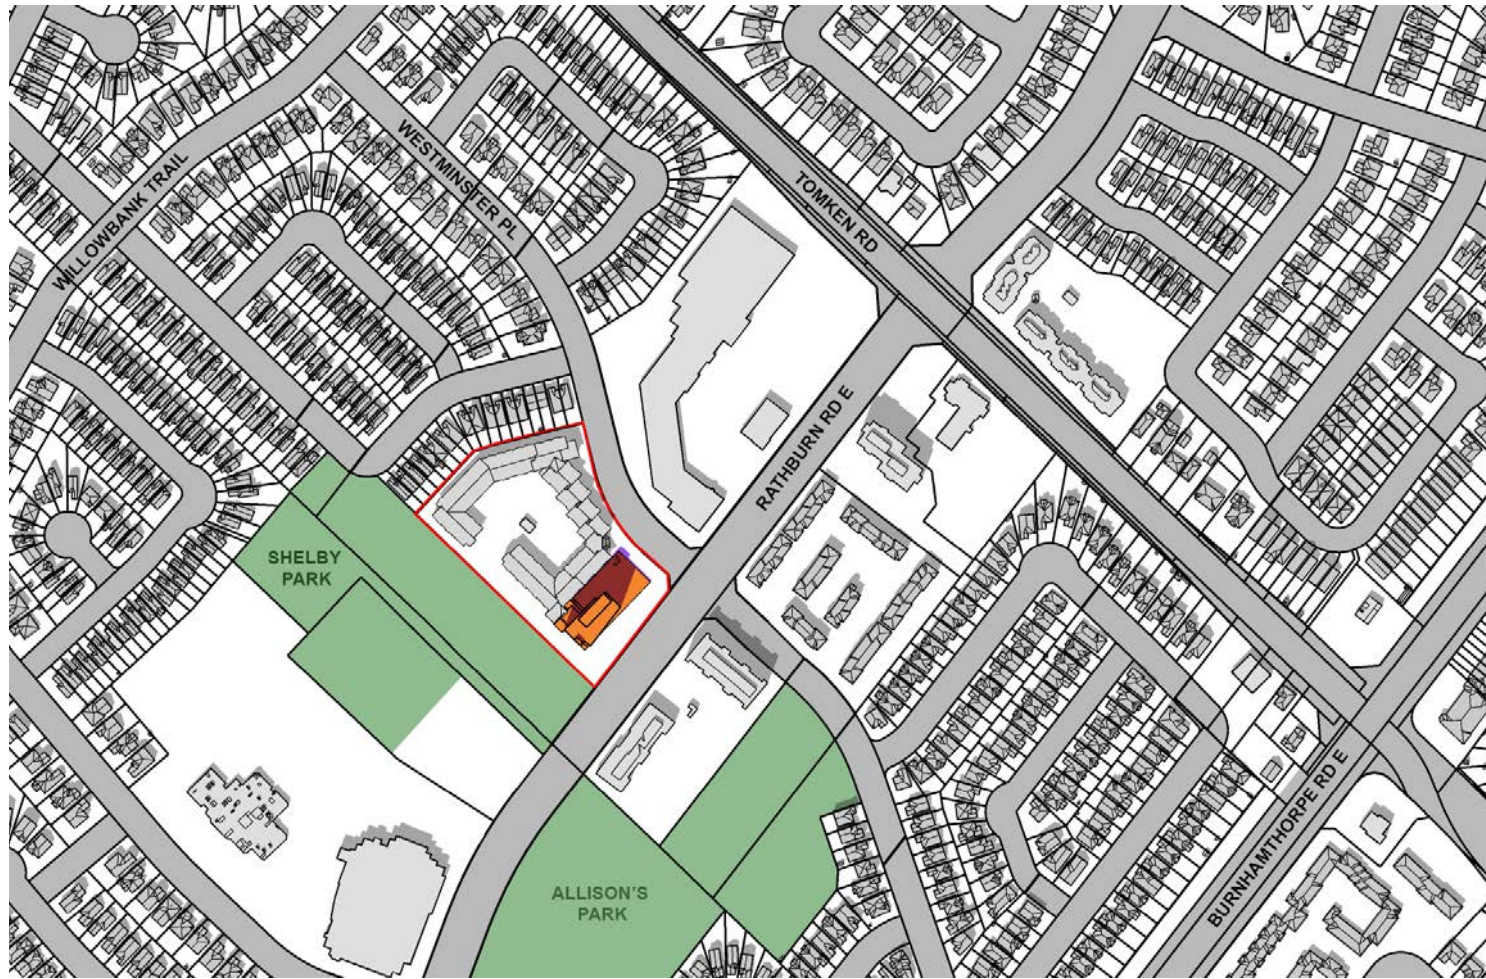 WESTMINSTER PL
WILLOWBANK TRAIL
TOMKEN RD
RATHBURN RD E
SHELBY
PARK
BURNHAMTHORPE RD E
ALLISON'S
PARK